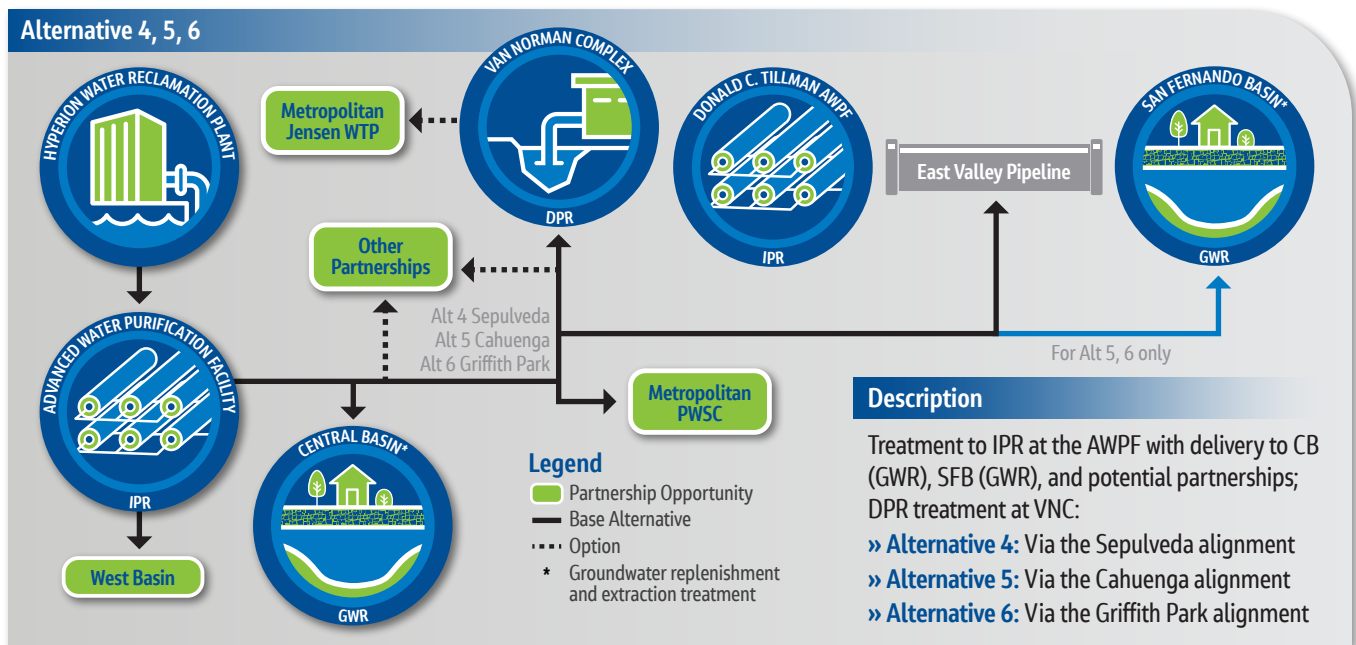 Alternative 4, 5, 6
HYPERION WATER RECLAMATION PLANT
Metropolitan
Jensen WTP
VAN NORMAN COMPLEX
DPR
DONALD C. TILLMAN AWPF
IPR
East Valley Pipeline
SAN FERNANDO BASIN*
GWR
Other
Partnerships
Alt 4 Sepulveda
Alt 5 Cahuenga
Alt 6 Griffith Park
For Alt 5, 6 only
ADVANCED WATER PURIFICATION FACILITY
IPR
West Basin
CENTRAL BASIN*
GWR
Metropolitan
PWSC
Legend
Partnership Opportunity
Base Alternative
Option
* Groundwater replenishment
and extraction treatment
Description
Treatment to IPR at the AWPF with delivery to CB
(GWR), SFB (GWR), and potential partnerships;
DPR treatment at VNC:
» Alternative 4: Via the Sepulveda alignment
» Alternative 5: Via the Cahuenga alignment
» Alternative 6: Via the Griffith Park alignment